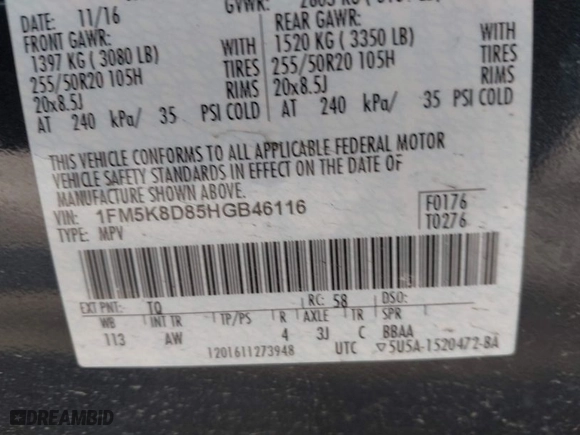 DATE: 11/16
GVWR:
FRONT GAWR:
1397 KG ( 3080 LB) WITH
255/50R20 105H TIRES
20x8.5J RIMS
AT 240 kPa/ 35 PSI COLD
REAR GAWR:
1520 KG ( 3350 LB) WITH
255/50R20 105H TIRES
20x8.5J RIMS
AT 240 kPa/ 35 PSI COLD
THIS VEHICLE CONFORMS TO ALL APPLICABLE FEDERAL MOTOR
VEHICLE SAFETY STANDARDS IN EFFECT ON THE DATE OF
MANUFACTURE SHOWN ABOVE.
VIN: 1FM5K8D85HGB46116
TYPE: MPV
F0176
T0276
EXT PNT: TQ RC: 58 DSO:
WB INT TR TP/PS R AXLE TR SPR
113 AW 4 3J C BBAA
1201611273948 UTC ▽5U5A-1520472-BA
DREAMBID